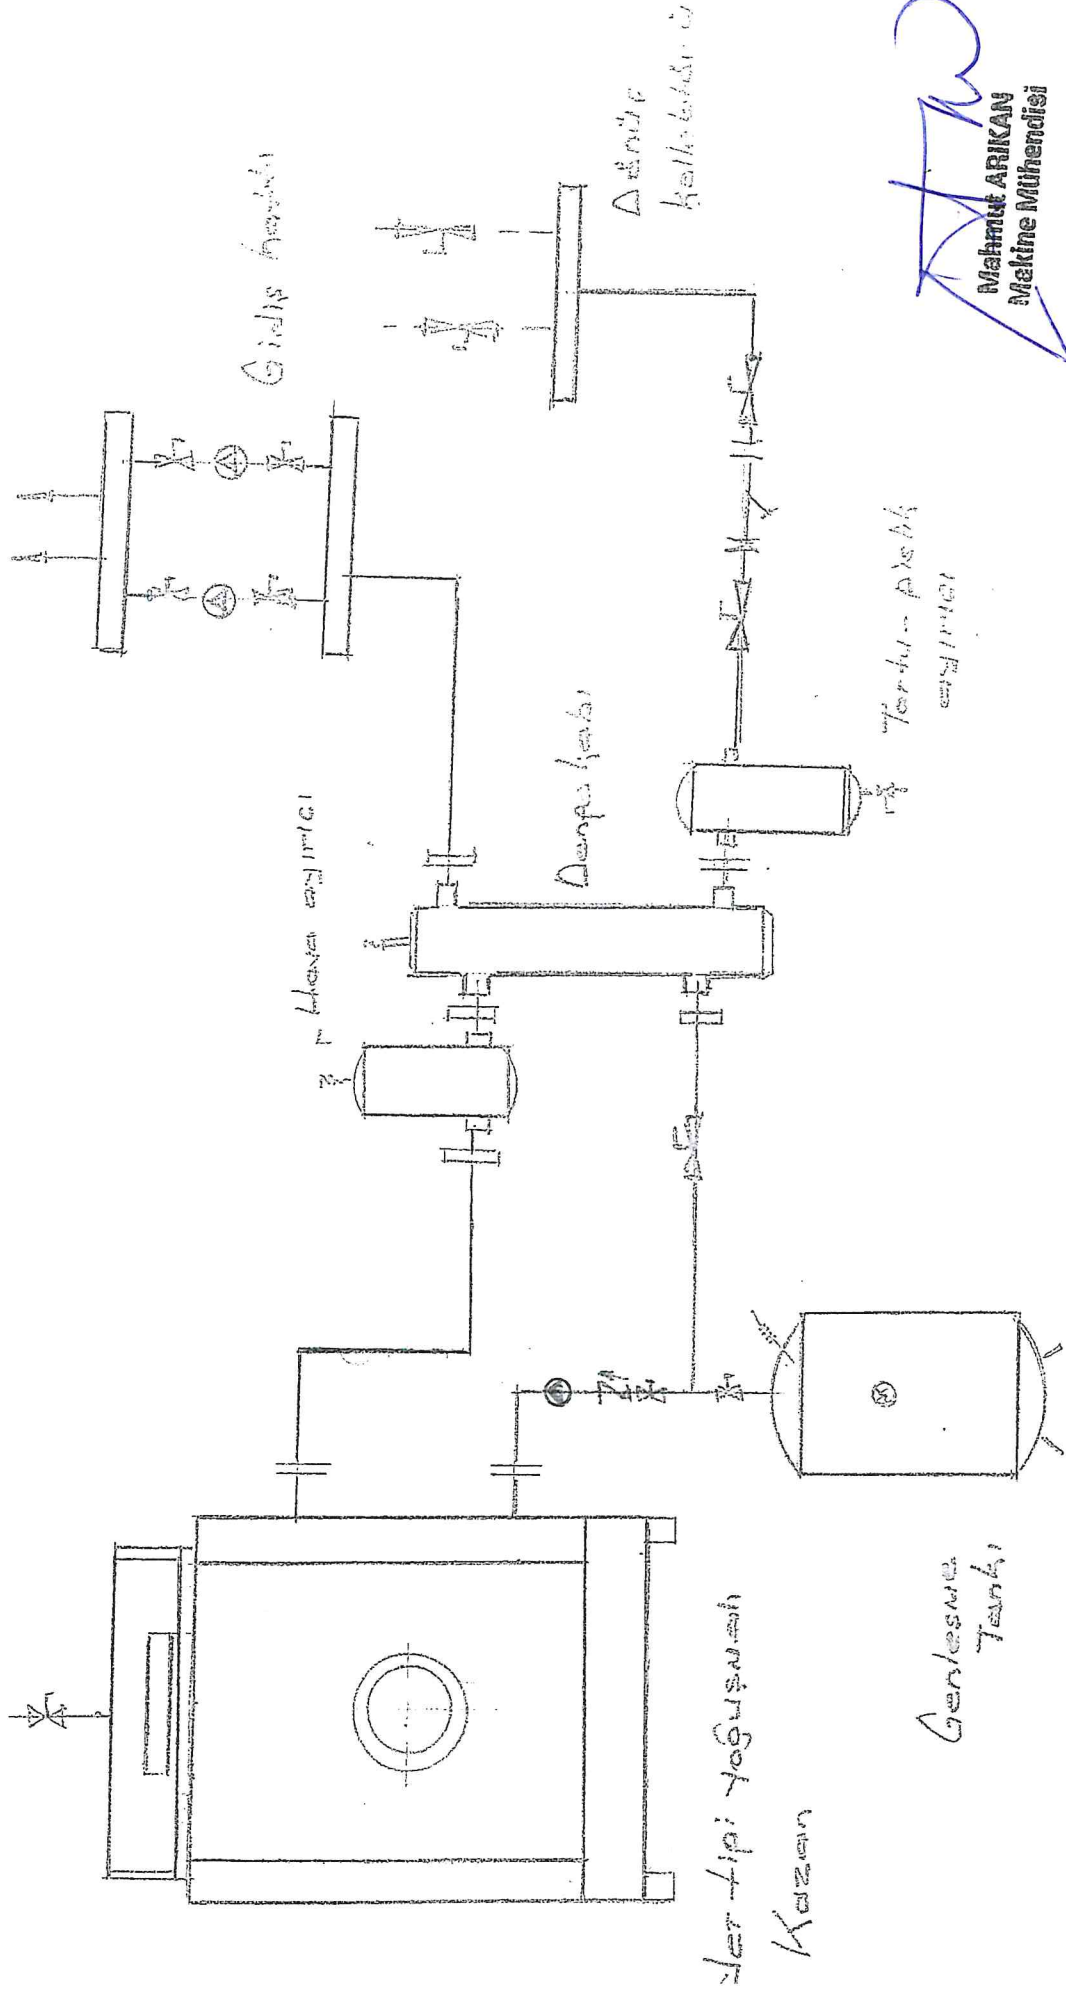 Gidiş hattı
Dönüş
kollektörü
Hava ayırıcı
Denge kabı
Tortu - pislik
ayırıcı
Yer tipi yoğuşmalı
Kazan
Genleşme
Tankı
M
Mahmut ARIKAN
Makine Mühendisi